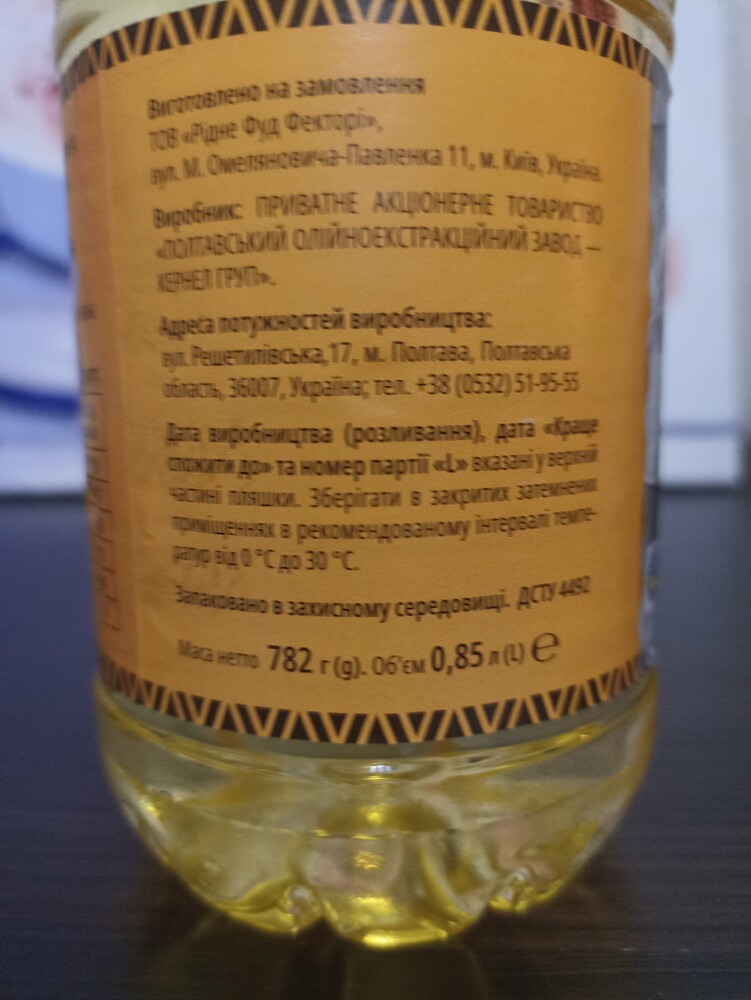 Виготовлено на замовлення
ТОВ «Рідне Фуд Фекторі»,
вул. М. Омеляновича-Павленка 11, м. Київ, Україна.
Виробник: ПРИВАТНЕ АКЦІОНЕРНЕ ТОВАРИСТВО
«ПОЛТАВСЬКИЙ ОЛІЙНОЕКСТРАКЦІЙНИЙ ЗАВОД —
КЕРНЕЛ ГРУП».
Адреса потужностей виробництва:
вул. Решетилівська,17, м. Полтава, Полтавська
область, 36007, Україна; тел. +38 (0532) 51-95-55
Дата виробництва (розливання), дата «Краще
спожити до» та номер партії «L» вказані у верхній
частині пляшки. Зберігати в закритих затемнених
приміщеннях в рекомендованому інтервалі темпе-
ратур від 0 °С до 30 °С.
Запаковано в захисному середовищі. ДСТУ 4492
Маса нетто 782 г (g). Об'єм 0,85 л (L) ℮